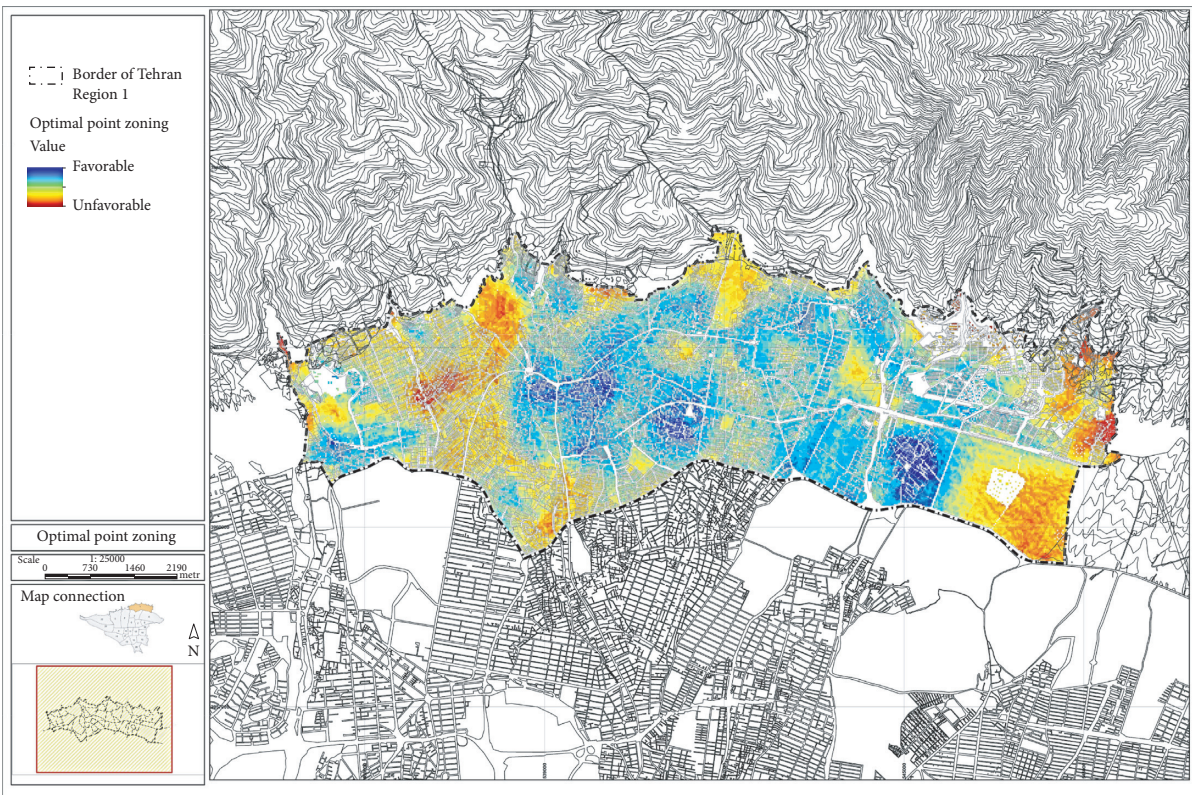 Border of Tehran
Region 1
Optimal point zoning
Value
Favorable
Unfavorable
Optimal point zoning
Scale
1: 25000
0 730 1460 2190
metr
Map connection
N